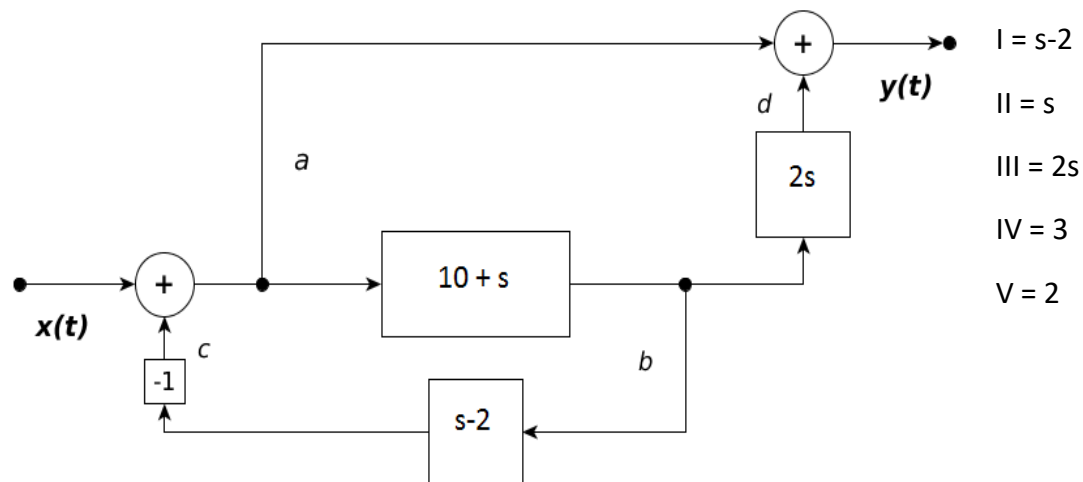 +
y(t)
d
2s
a
10 + s
+
x(t)
c
-1
b
s-2
I = s-2
II = s
III = 2s
IV = 3
V = 2